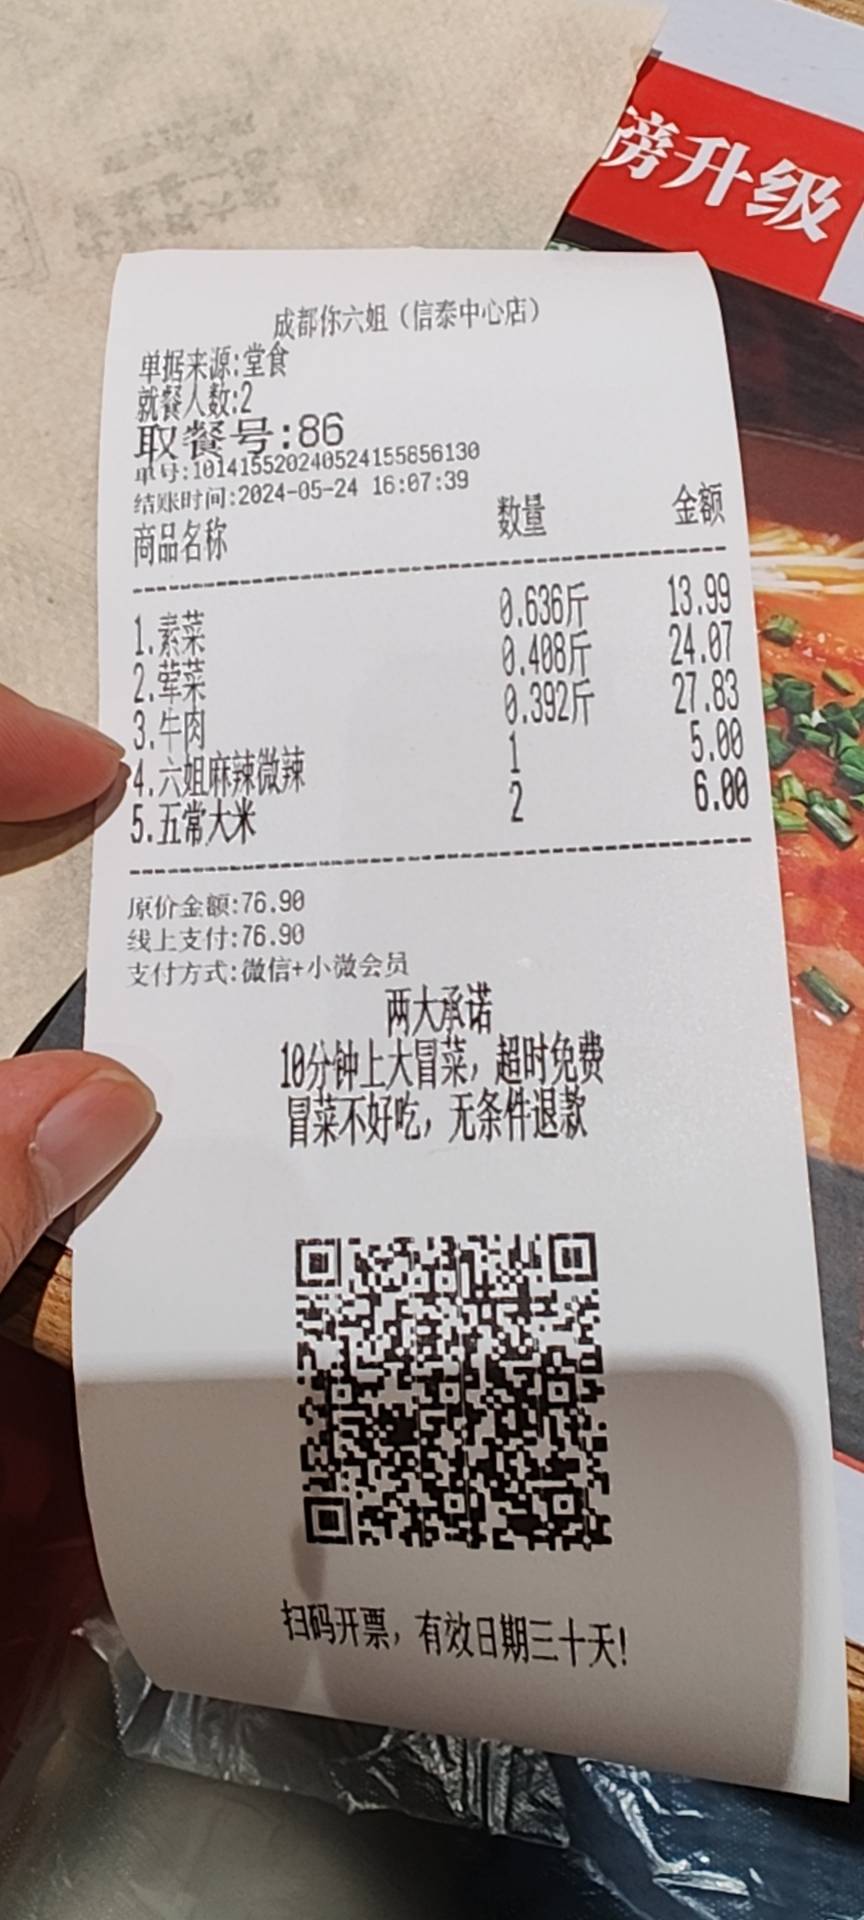 滂升级
成都你六姐（信泰中心店）
单据来源:堂食
就餐人数:2
取餐号:86
单号:10141552024052415585​6130
结账时间:2024-05-24 16:07:39
商品名称 数量 金额
1.素菜 0.636斤 13.99
2.荤菜 0.408斤 24.07
3.牛肉 0.392斤 27.83
4.六姐麻辣微辣 1 5.00
5.五常大米 2 6.00
原价金额:76.90
线上支付:76.90
支付方式:微信+小微会员
两大承诺
10分钟上大冒菜，超时免费
冒菜不好吃，无条件退款
扫码开票，有效日期三十天!